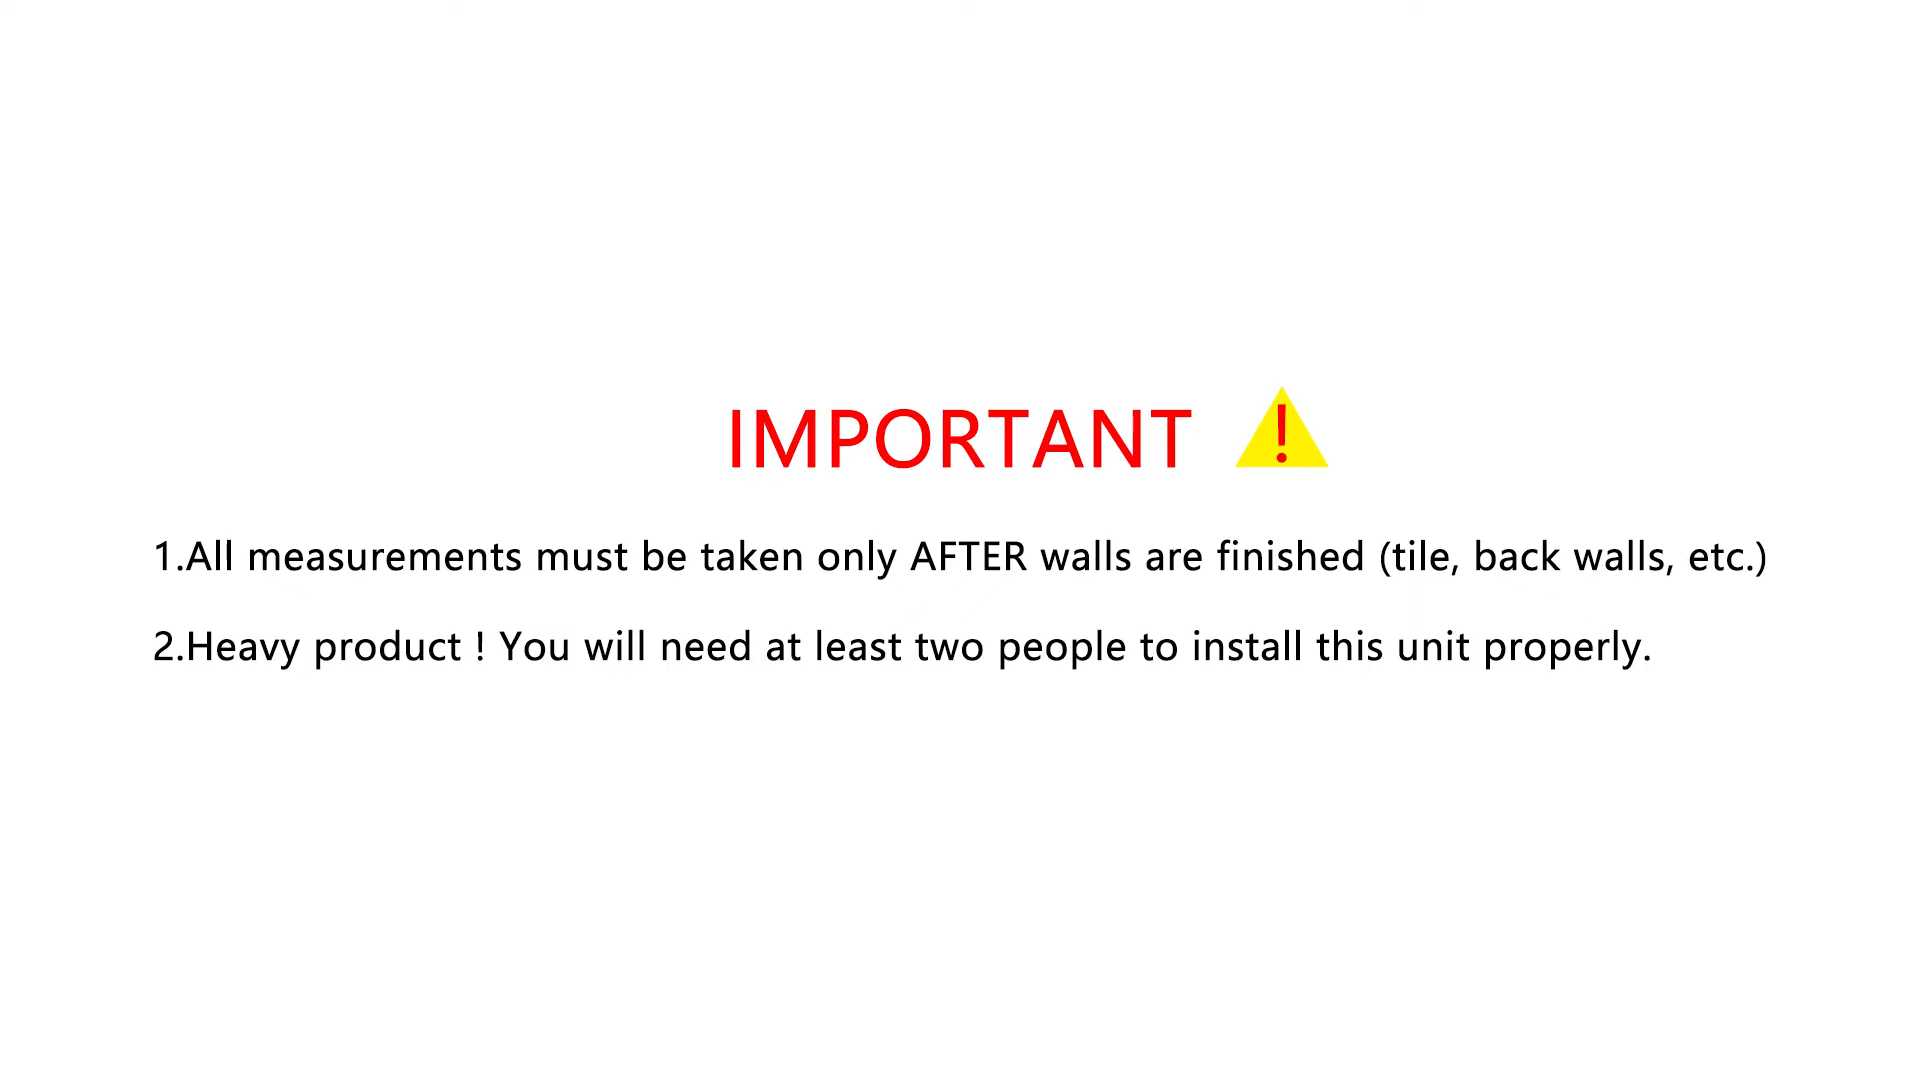 IMPORTANT !
1.All measurements must be taken only AFTER walls are finished (tile, back walls, etc.)
2.Heavy product ! You will need at least two people to install this unit properly.